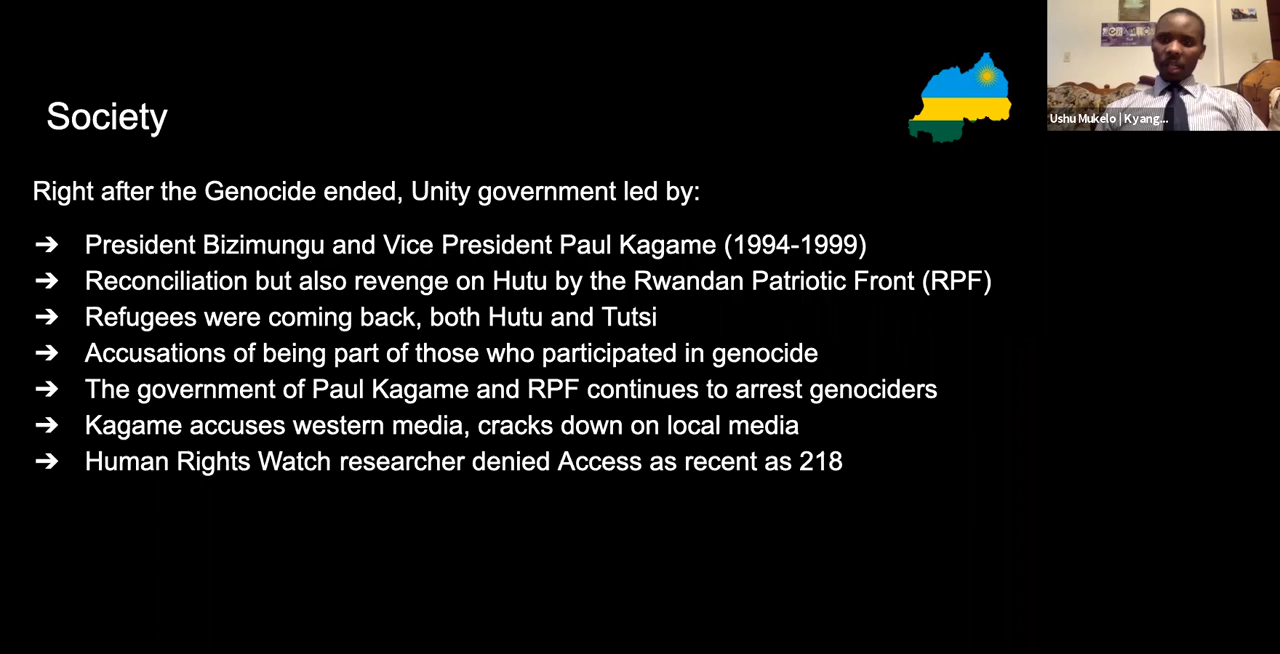 Society
Ushu Mukelo | Kyang...
Right after the Genocide ended, Unity government led by:
➔ President Bizimungu and Vice President Paul Kagame (1994-1999)
➔ Reconciliation but also revenge on Hutu by the Rwandan Patriotic Front (RPF)
➔ Refugees were coming back, both Hutu and Tutsi
➔ Accusations of being part of those who participated in genocide
➔ The government of Paul Kagame and RPF continues to arrest genociders
➔ Kagame accuses western media, cracks down on local media
➔ Human Rights Watch researcher denied Access as recent as 218